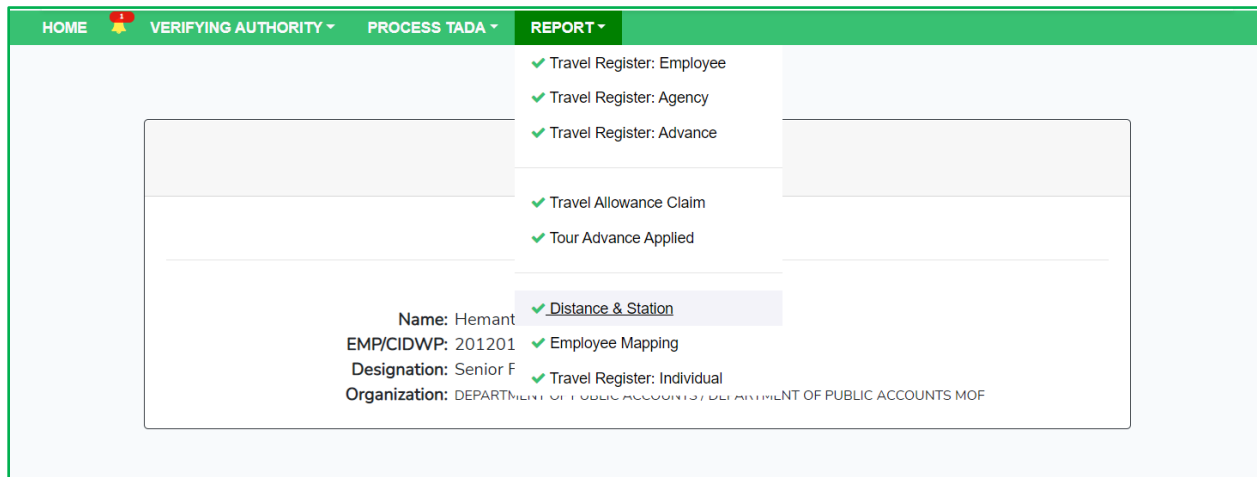 HOME 1 VERIFYING AUTHORITY PROCESS TADA REPORT
Travel Register: Employee
Travel Register: Agency
Travel Register: Advance
Travel Allowance Claim
Tour Advance Applied
Distance & Station
Employee Mapping
Travel Register: Individual
Name: Hemant
EMP/CIDWP: 201201
Designation: Senior F
Organization: DEPARTMENT OF PUBLIC ACCOUNTS / DEPARTMENT OF PUBLIC ACCOUNTS MOF